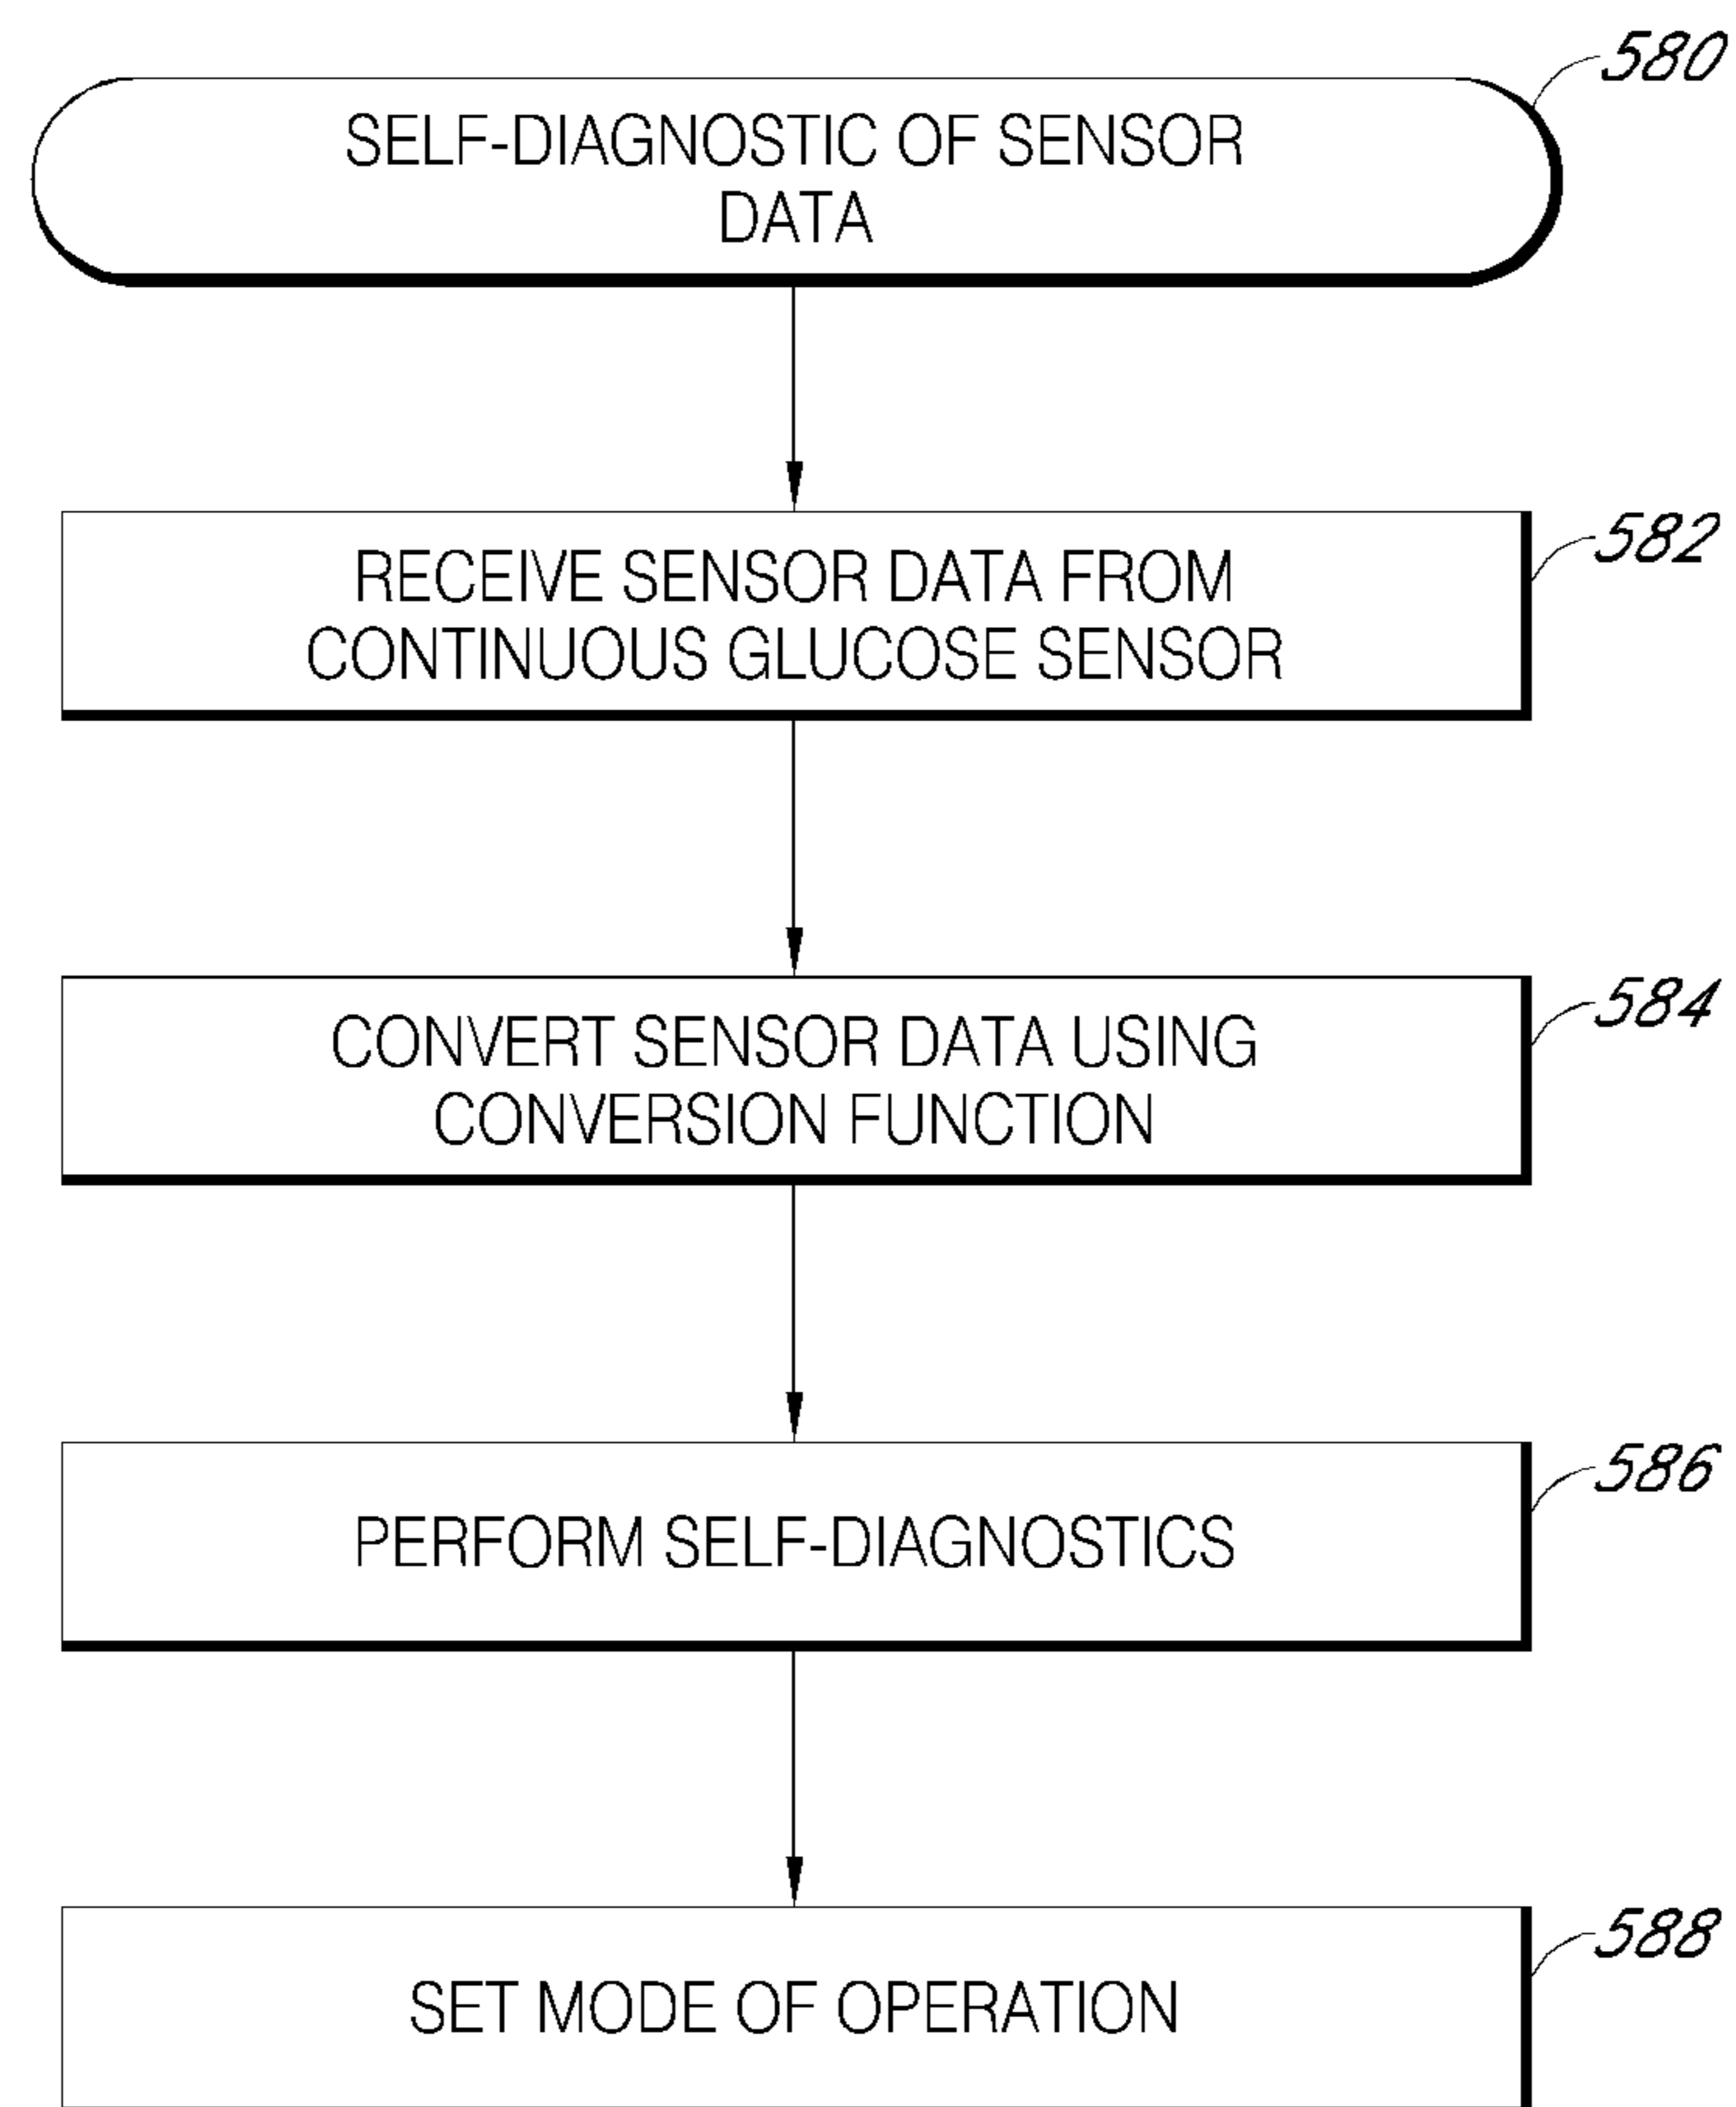 580
SELF-DIAGNOSTIC OF SENSOR
DATA
582
RECEIVE SENSOR DATA FROM
CONTINUOUS GLUCOSE SENSOR
584
CONVERT SENSOR DATA USING
CONVERSION FUNCTION
586
PERFORM SELF-DIAGNOSTICS
588
SET MODE OF OPERATION